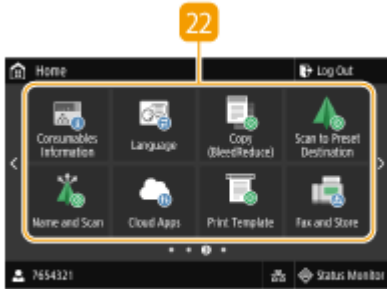 22
Home
Log Out
Consumables
Information
Language
Copy
(BleedReduce)
Scan to Preset
Destination
Name and Scan
Cloud Apps
Print Template
Fax and Store
7654321
Status Monitor